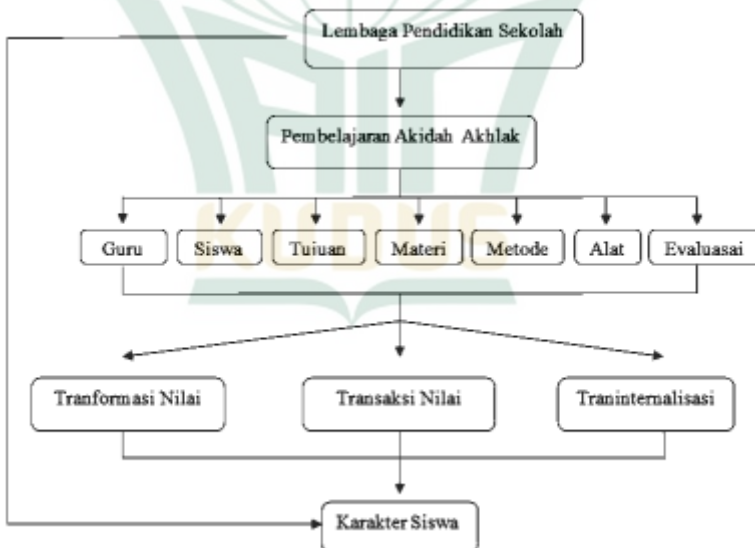 Lembaga Pendidikan Sekolah
Pembelajaran Akidah Akhlak
Guru
Siswa
Tujuan
Materi
Metode
Alat
Evaluasai
KUDUS
Tranformasi Nilai
Transaksi Nilai
Traninternalisasi
Karakter Siswa